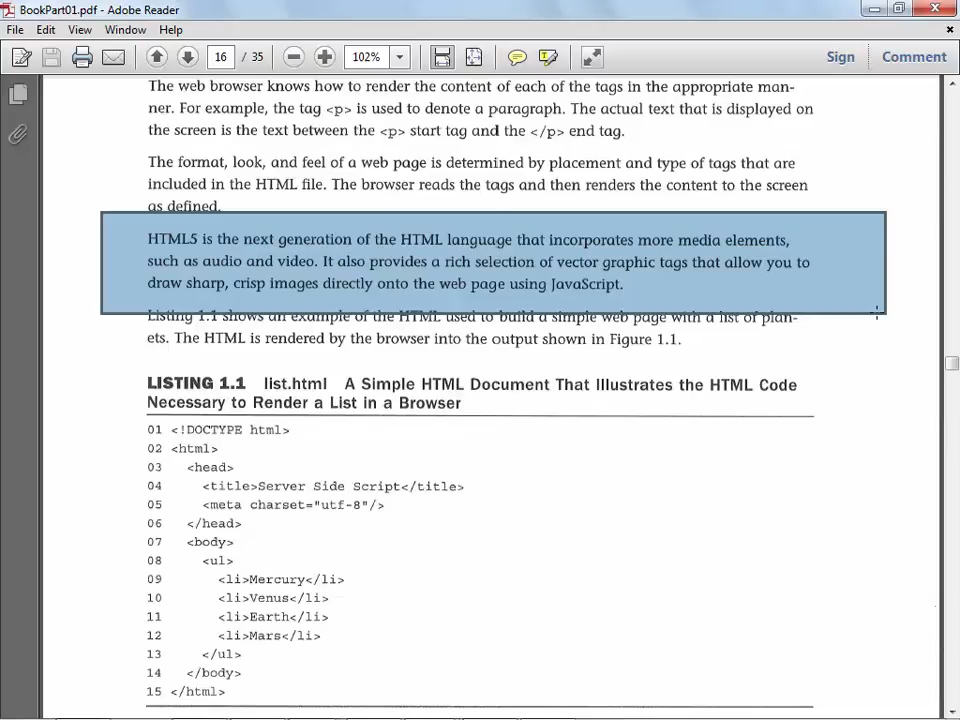 BookPart01.pdf - Adobe Reader
File Edit View Window Help
16 / 35 102% Sign Comment
The web browser knows how to render the content of each of the tags in the appropriate man-
ner. For example, the tag <p> is used to denote a paragraph. The actual text that is displayed on
the screen is the text between the <p> start tag and the </p> end tag.
The format, look, and feel of a web page is determined by placement and type of tags that are
included in the HTML file. The browser reads the tags and then renders the content to the screen
as defined.
HTML5 is the next generation of the HTML language that incorporates more media elements,
such as audio and video. It also provides a rich selection of vector graphic tags that allow you to
draw sharp, crisp images directly onto the web page using JavaScript.
Listing 1.1 shows an example of the HTML used to build a simple web page with a list of plan-
ets. The HTML is rendered by the browser into the output shown in Figure 1.1.
LISTING 1.1 list.html A Simple HTML Document That Illustrates the HTML Code
Necessary to Render a List in a Browser
01 <!DOCTYPE html>
02 <html>
03 <head>
04 <title>Server Side Script</title>
05 <meta charset="utf-8"/>
06 </head>
07 <body>
08 <ul>
09 <li>Mercury</li>
10 <li>Venus</li>
11 <li>Earth</li>
12 <li>Mars</li>
13 </ul>
14 </body>
15 </html>